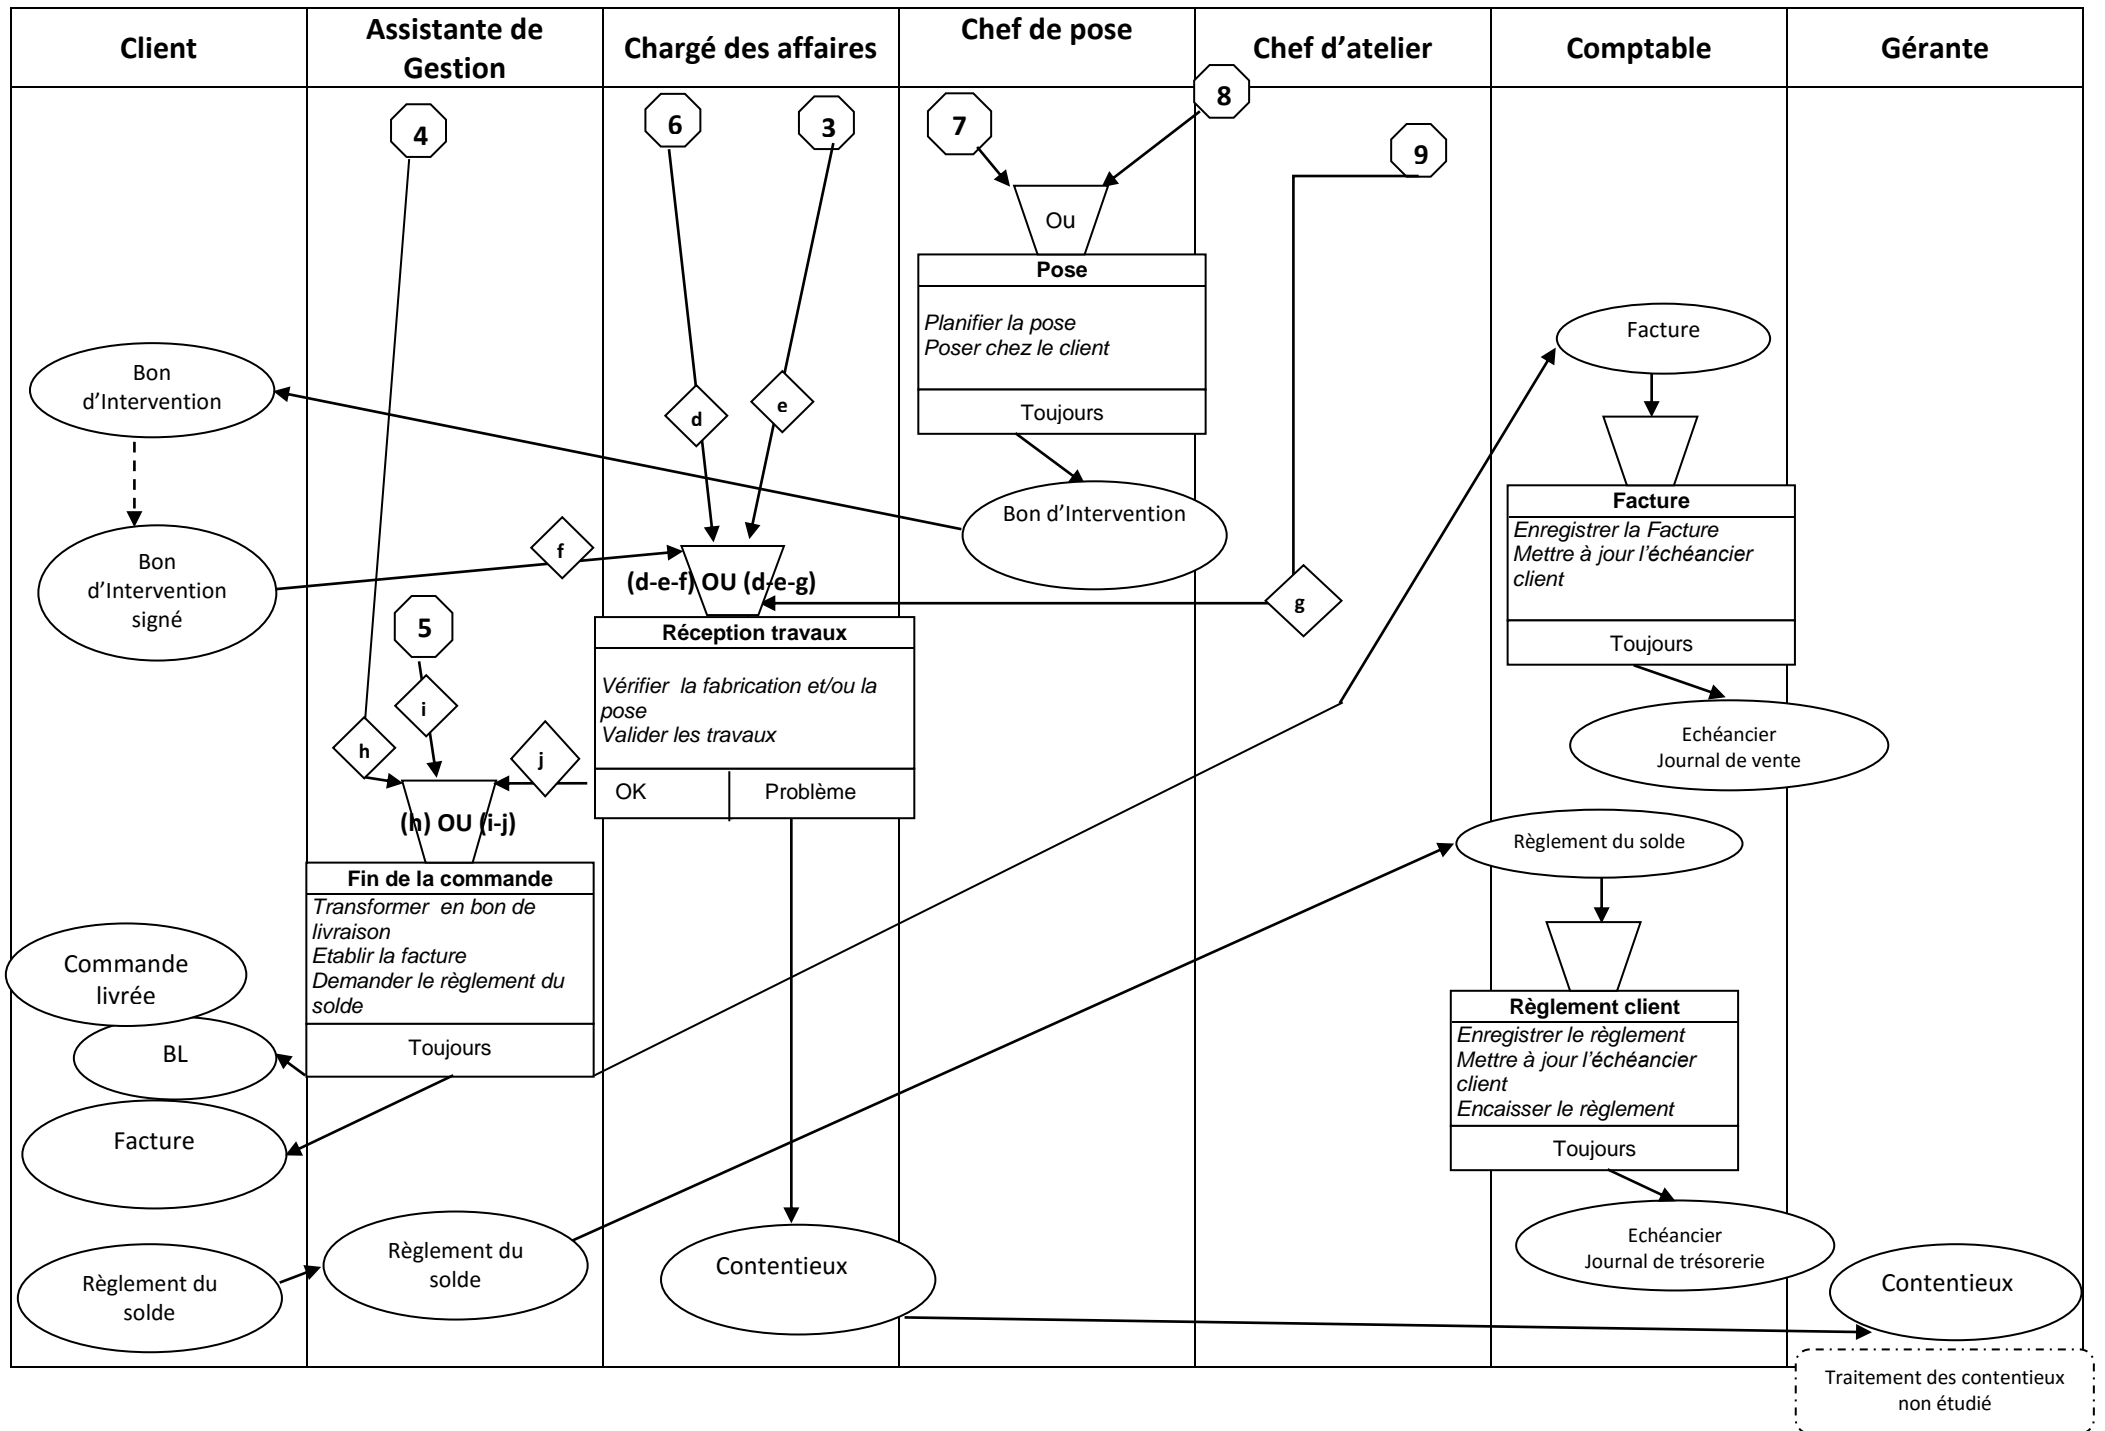 Client
Assistante de
Gestion
Chargé des affaires
Chef de pose
Chef d’atelier
Comptable
Gérante
4
6
3
7
8
9
Ou
Pose
Planifier la pose
Poser chez le client
Toujours
Bon d’Intervention
Bon
d’Intervention
Bon
d’Intervention
signé
d
e
f
g
(d-e-f) OU (d-e-g)
Réception travaux
Vérifier la fabrication et/ou la
pose
Valider les travaux
OK
Problème
5
i
h
j
(h) OU (i-j)
Fin de la commande
Transformer en bon de
livraison
Etablir la facture
Demander le règlement du
solde
Toujours
Facture
Facture
Enregistrer la Facture
Mettre à jour l’échéancier
client
Toujours
Echéancier
Journal de vente
Règlement du solde
Règlement client
Enregistrer le règlement
Mettre à jour l’échéancier
client
Encaisser le règlement
Toujours
Echéancier
Journal de trésorerie
Commande
livrée
BL
Facture
Règlement du
solde
Règlement du
solde
Contentieux
Contentieux
Traitement des contentieux
non étudié